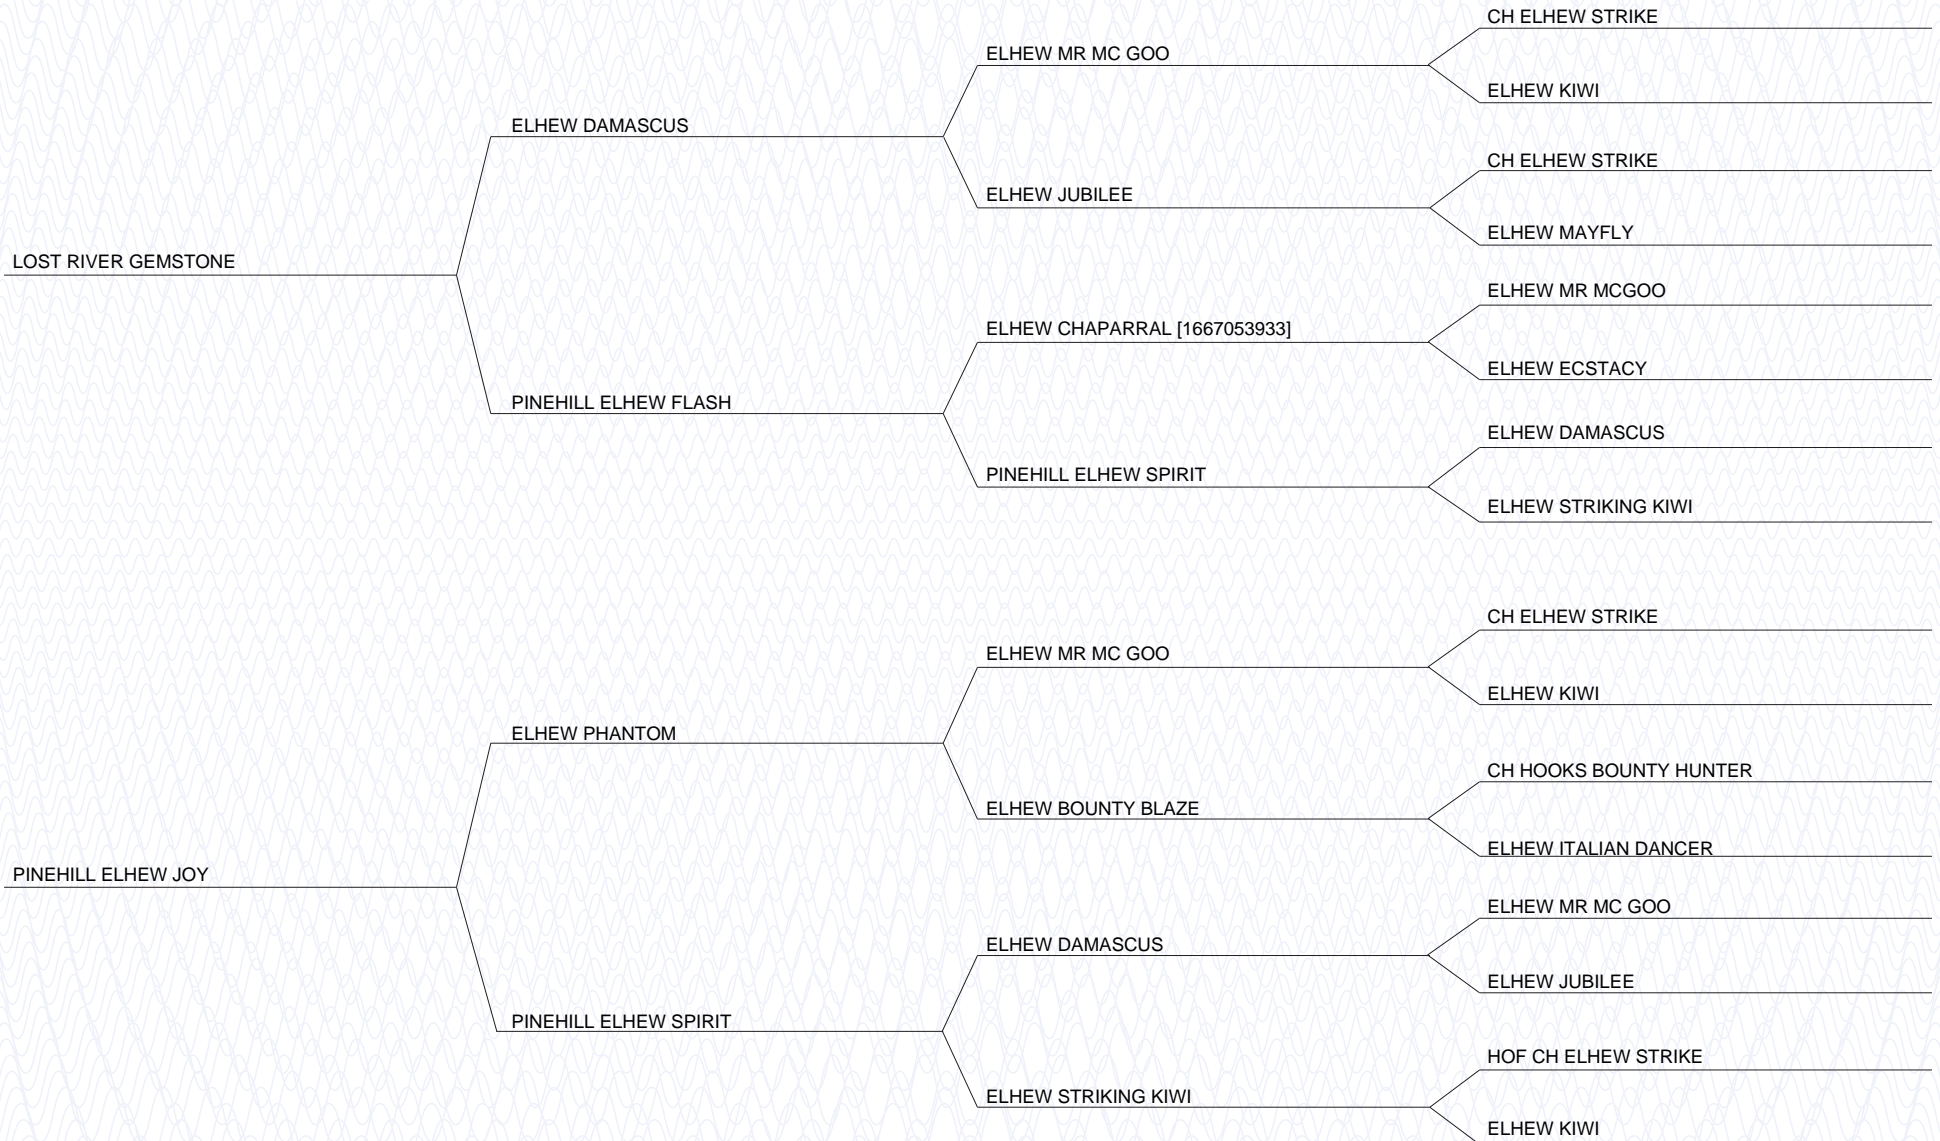 CH ELHEW STRIKE
ELHEW MR MC GOO
ELHEW KIWI
ELHEW DAMASCUS
CH ELHEW STRIKE
ELHEW JUBILEE
ELHEW MAYFLY
LOST RIVER GEMSTONE
ELHEW MR MCGOO
ELHEW CHAPARRAL [1667053933]
ELHEW ECSTACY
PINEHILL ELHEW FLASH
ELHEW DAMASCUS
PINEHILL ELHEW SPIRIT
ELHEW STRIKING KIWI
CH ELHEW STRIKE
ELHEW MR MC GOO
ELHEW KIWI
ELHEW PHANTOM
CH HOOKS BOUNTY HUNTER
ELHEW BOUNTY BLAZE
ELHEW ITALIAN DANCER
PINEHILL ELHEW JOY
ELHEW MR MC GOO
ELHEW DAMASCUS
ELHEW JUBILEE
PINEHILL ELHEW SPIRIT
HOF CH ELHEW STRIKE
ELHEW STRIKING KIWI
ELHEW KIWI